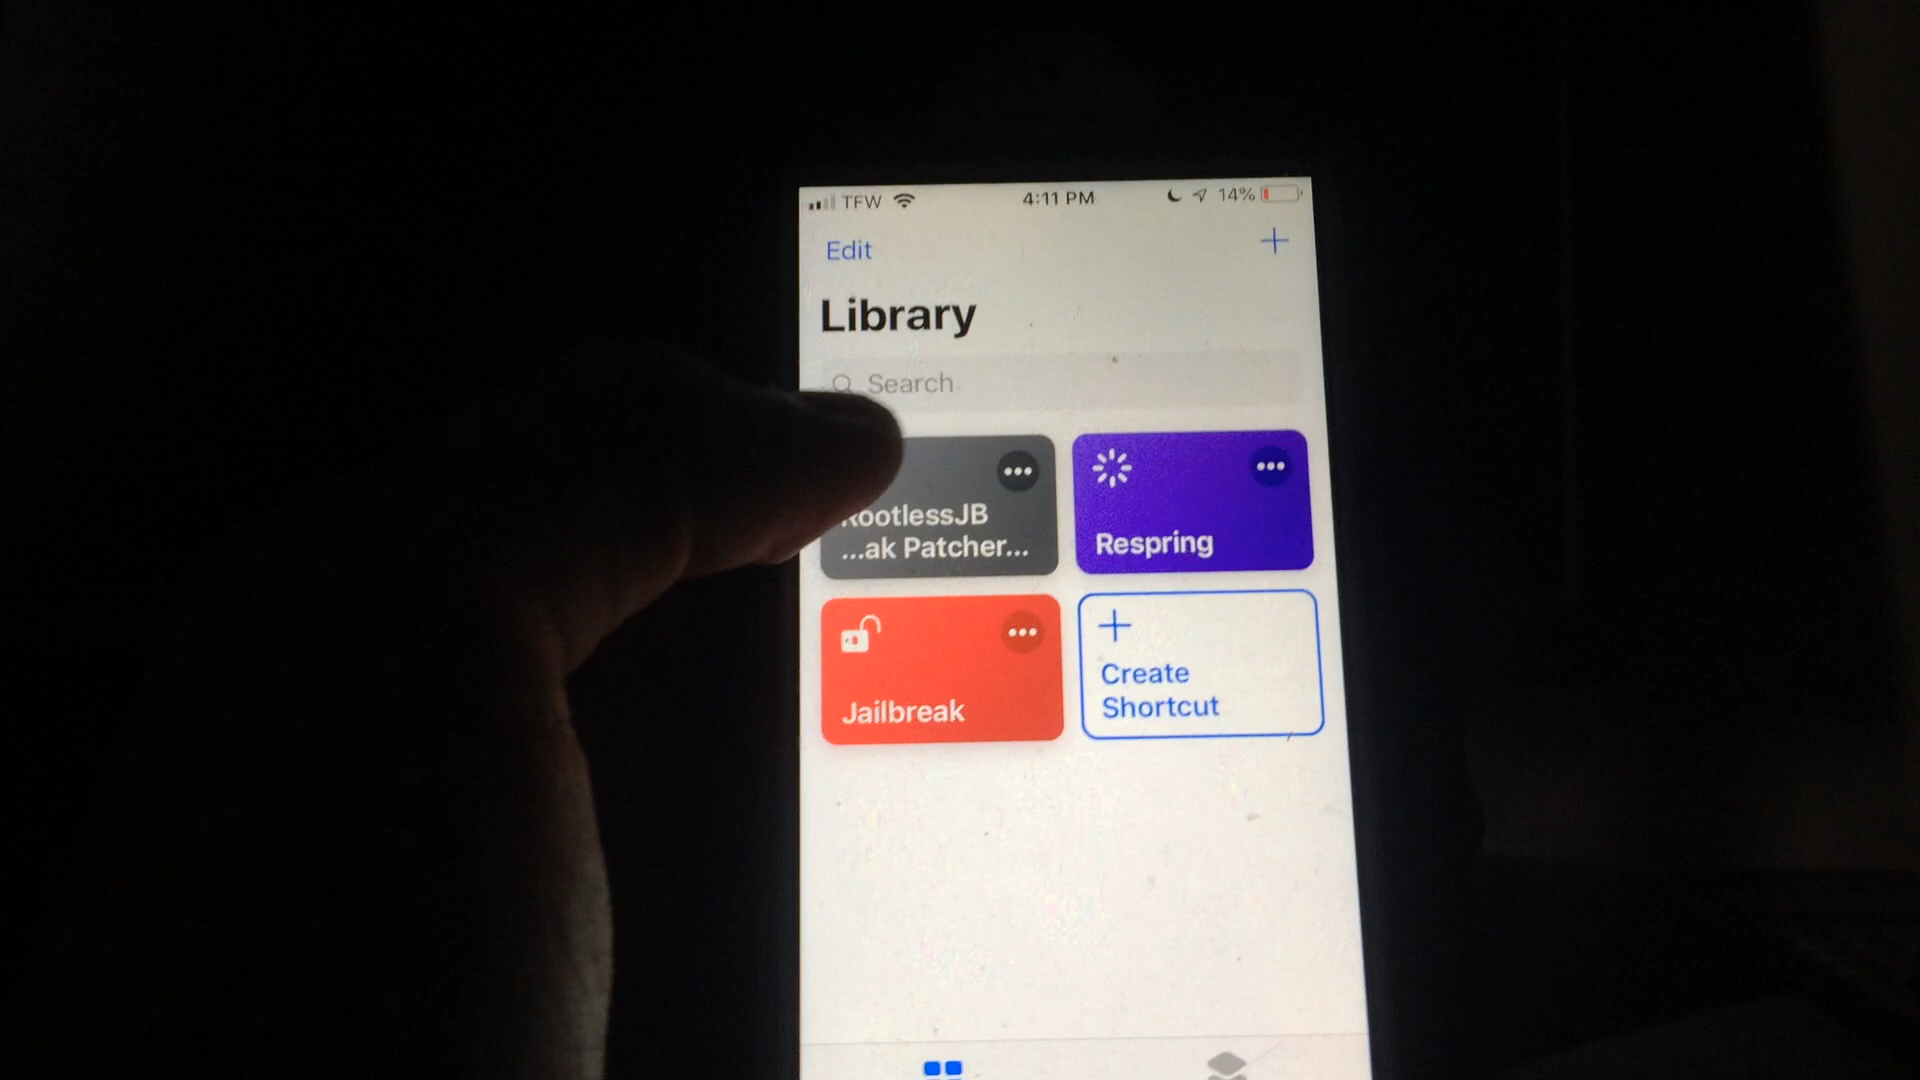 TFW 4:11 PM 14%
Edit
Library
Search
RootlessJB
...ak Patcher...
Respring
Jailbreak
Create
Shortcut